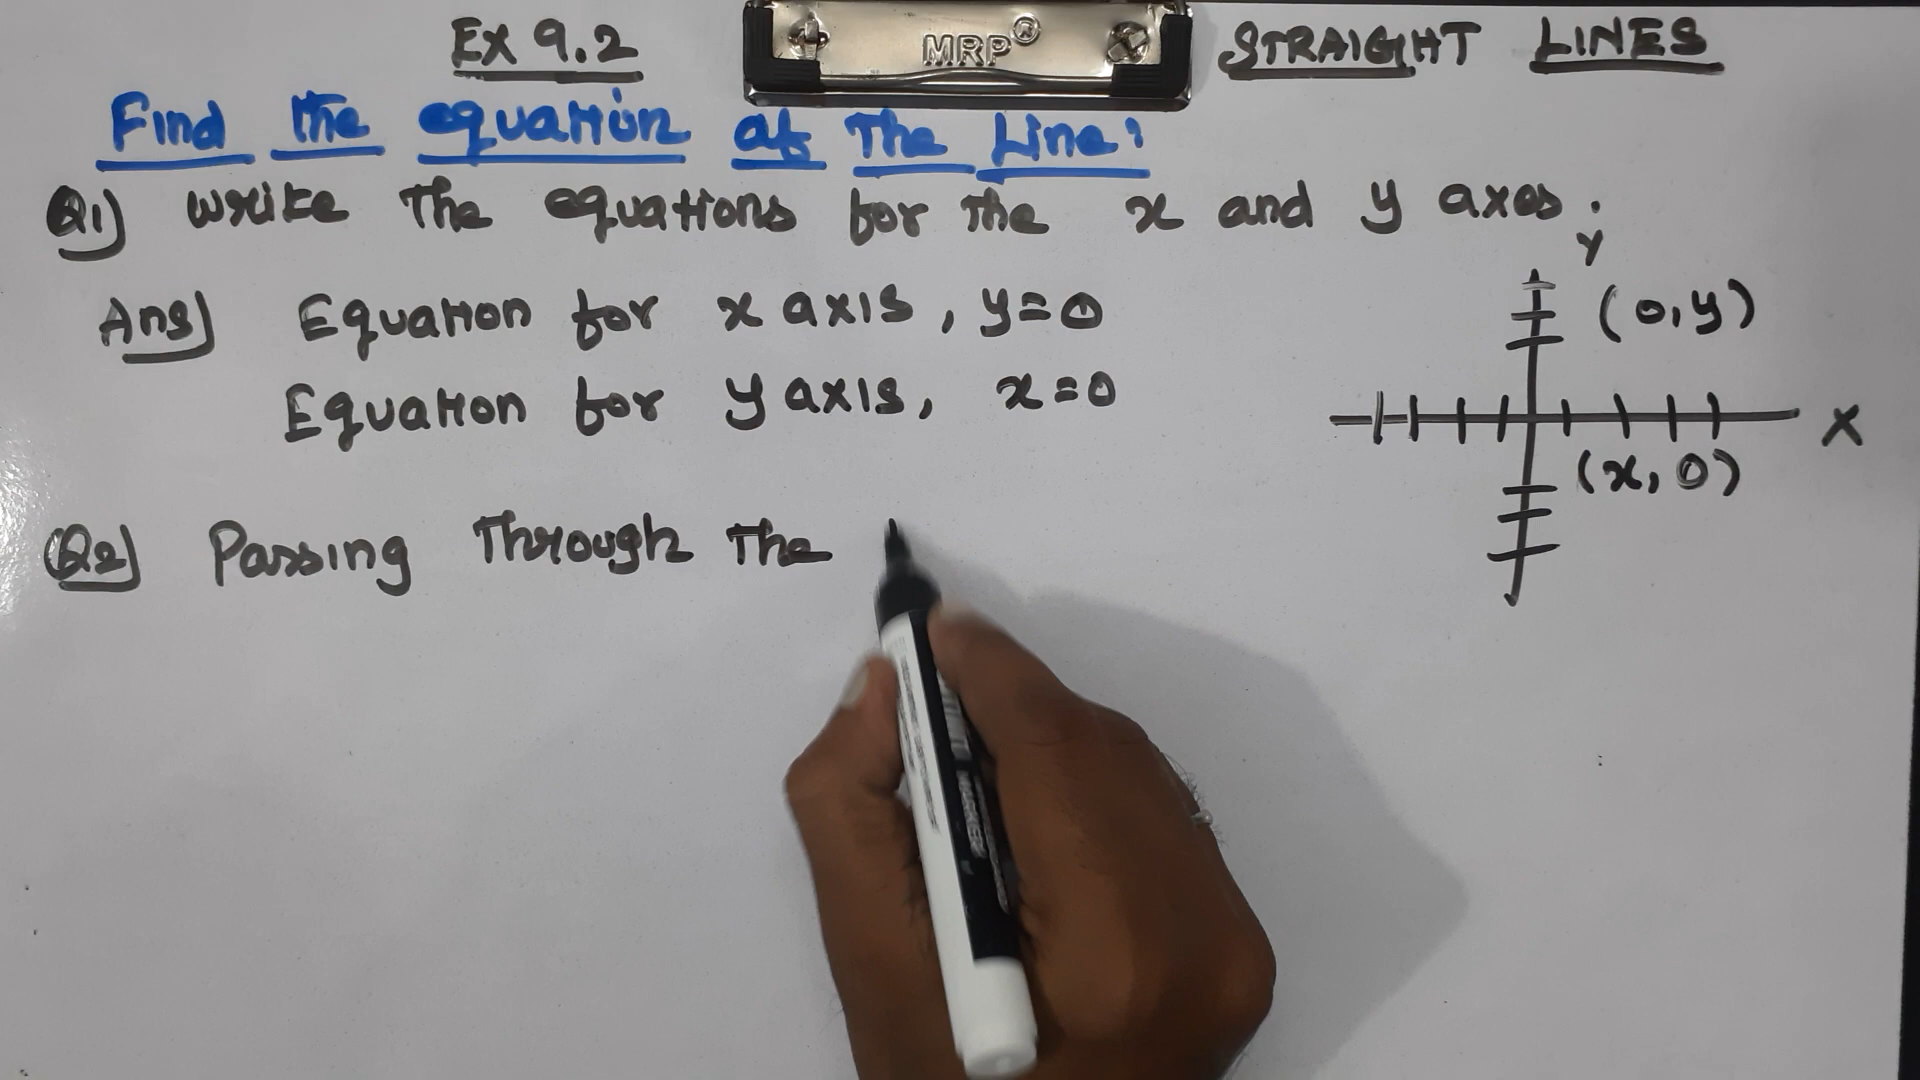 Ex 9.2
MRP®
STRAIGHT LINES
Find the equation of The Line:
Q1) Write The equations for The x and y axes.
Y
Ans) Equation for x axis, y=0
(0,y)
Equation for y axis, x=0
X
(x,0)
Q2) Passing Through The